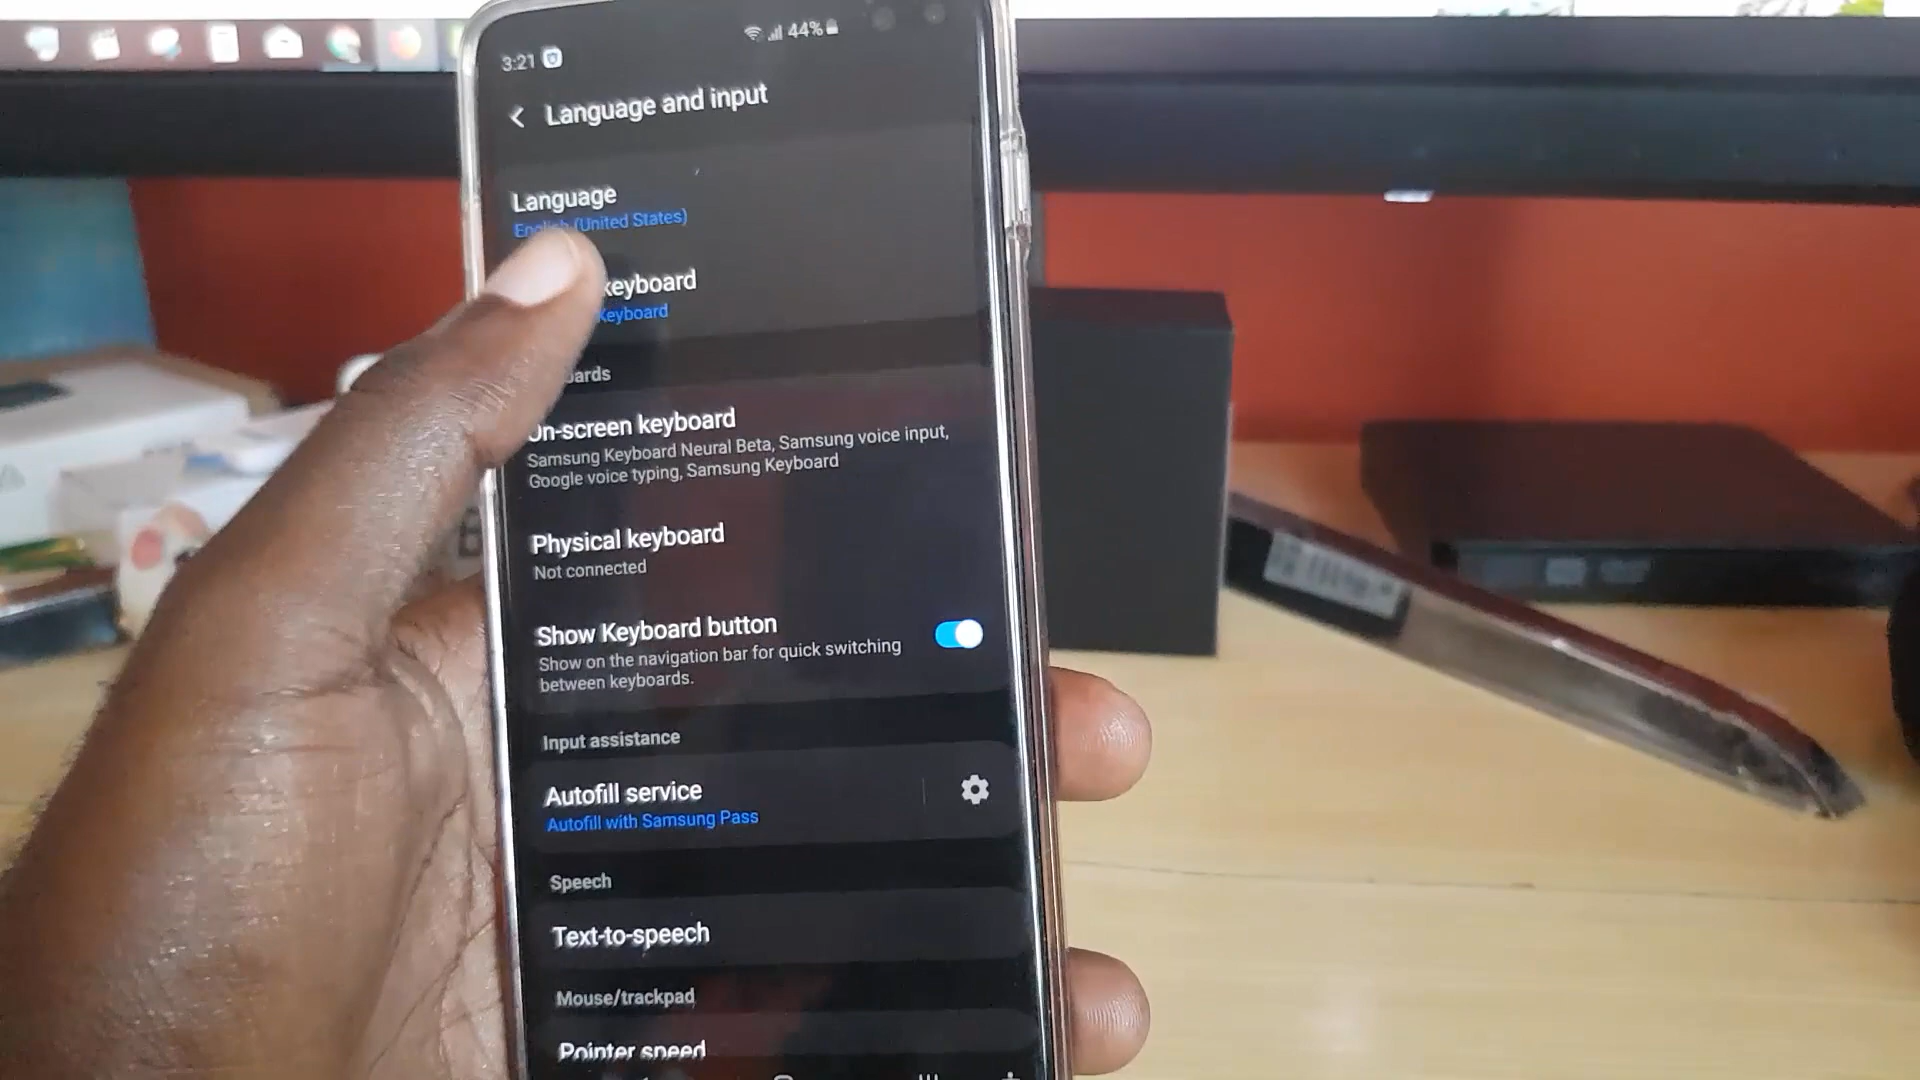 3:21 44%
Language and input
Language
English (United States)
keyboard
Keyboard
On-screen keyboard
Samsung Keyboard Neural Beta, Samsung voice input,
Google voice typing, Samsung Keyboard
Physical keyboard
Not connected
Show Keyboard button
Show on the navigation bar for quick switching
between keyboards.
Input assistance
Autofill service
Autofill with Samsung Pass
Speech
Text-to-speech
Mouse/trackpad
Pointer speed